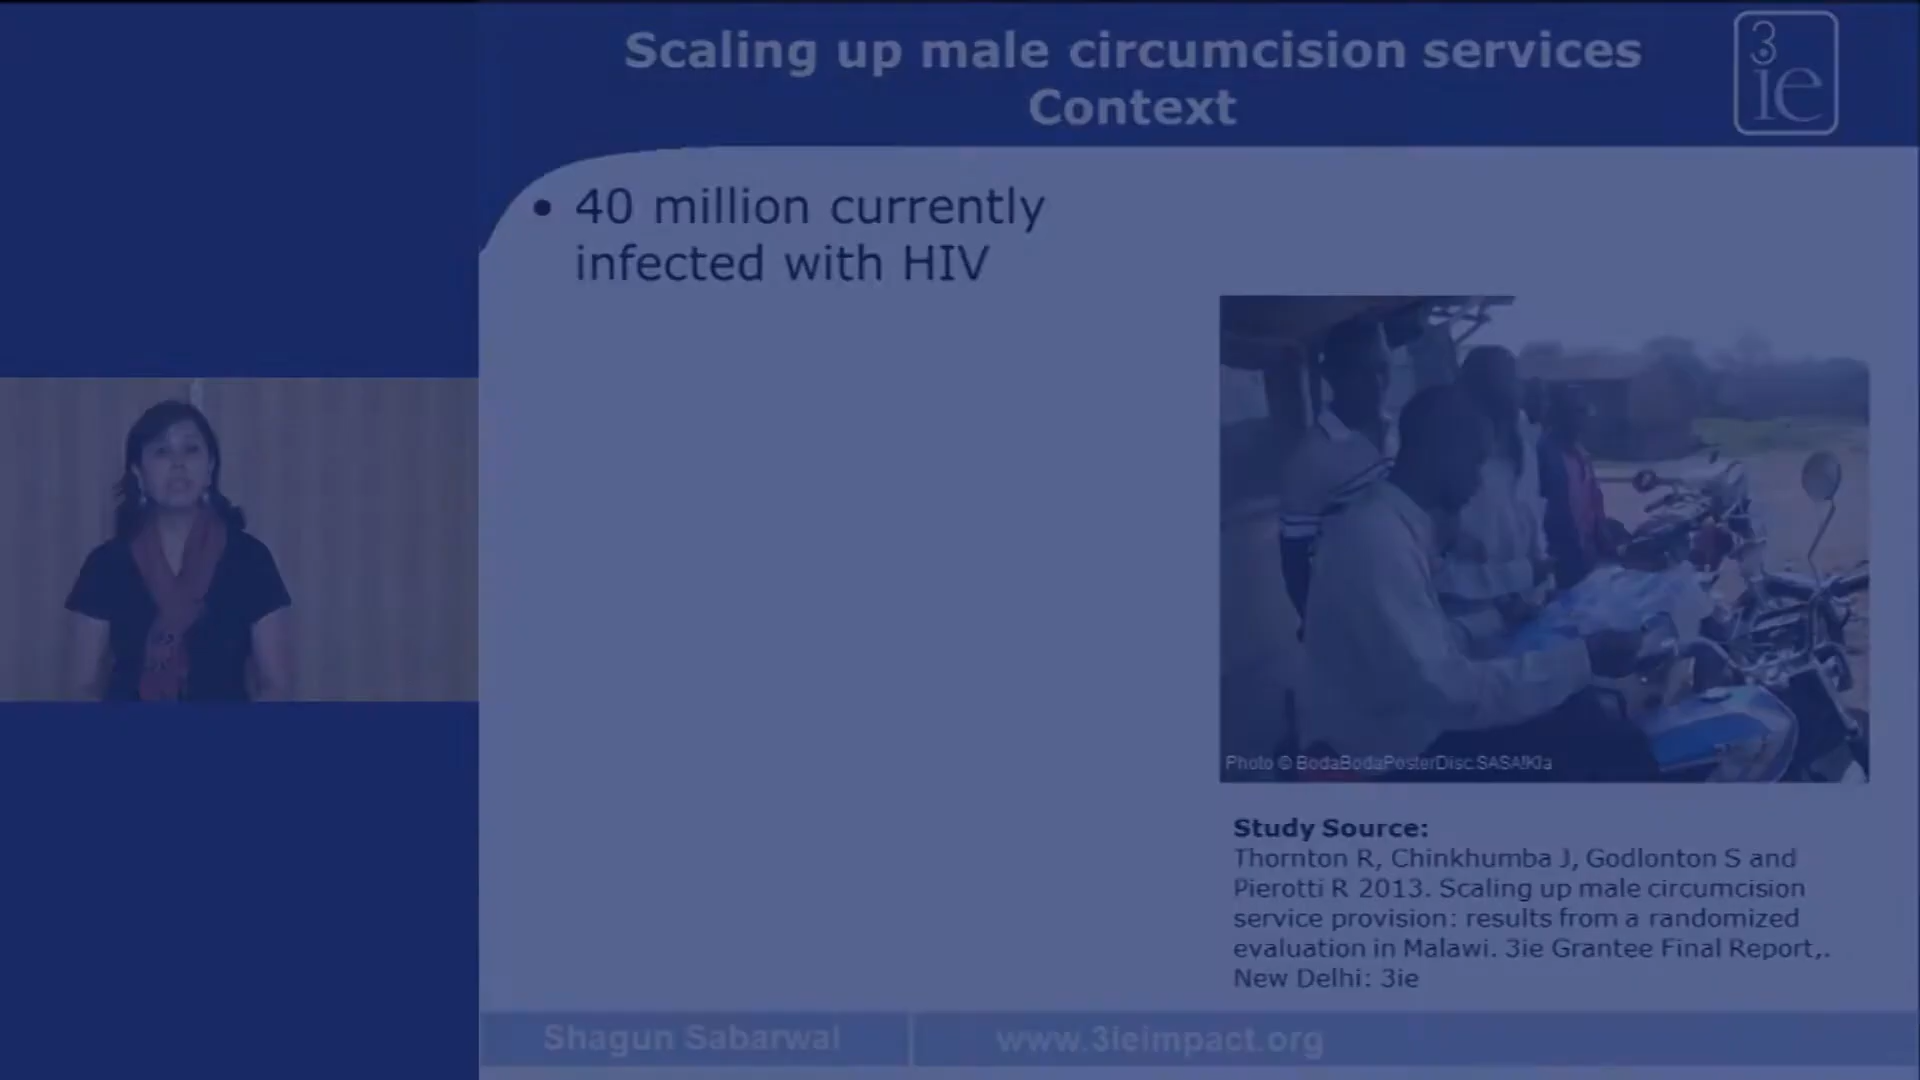 Scaling up male circumcision services
Context
3
ie
• 40 million currently
infected with HIV
Photo © BodaBodaPosterDisc.SASA!Kla
Study Source:
Thornton R, Chinkhumba J, Godlonton S and
Pierotti R 2013. Scaling up male circumcision
service provision: results from a randomized
evaluation in Malawi. 3ie Grantee Final Report,.
New Delhi: 3ie
Shagun Sabarwal
www.3ieimpact.org